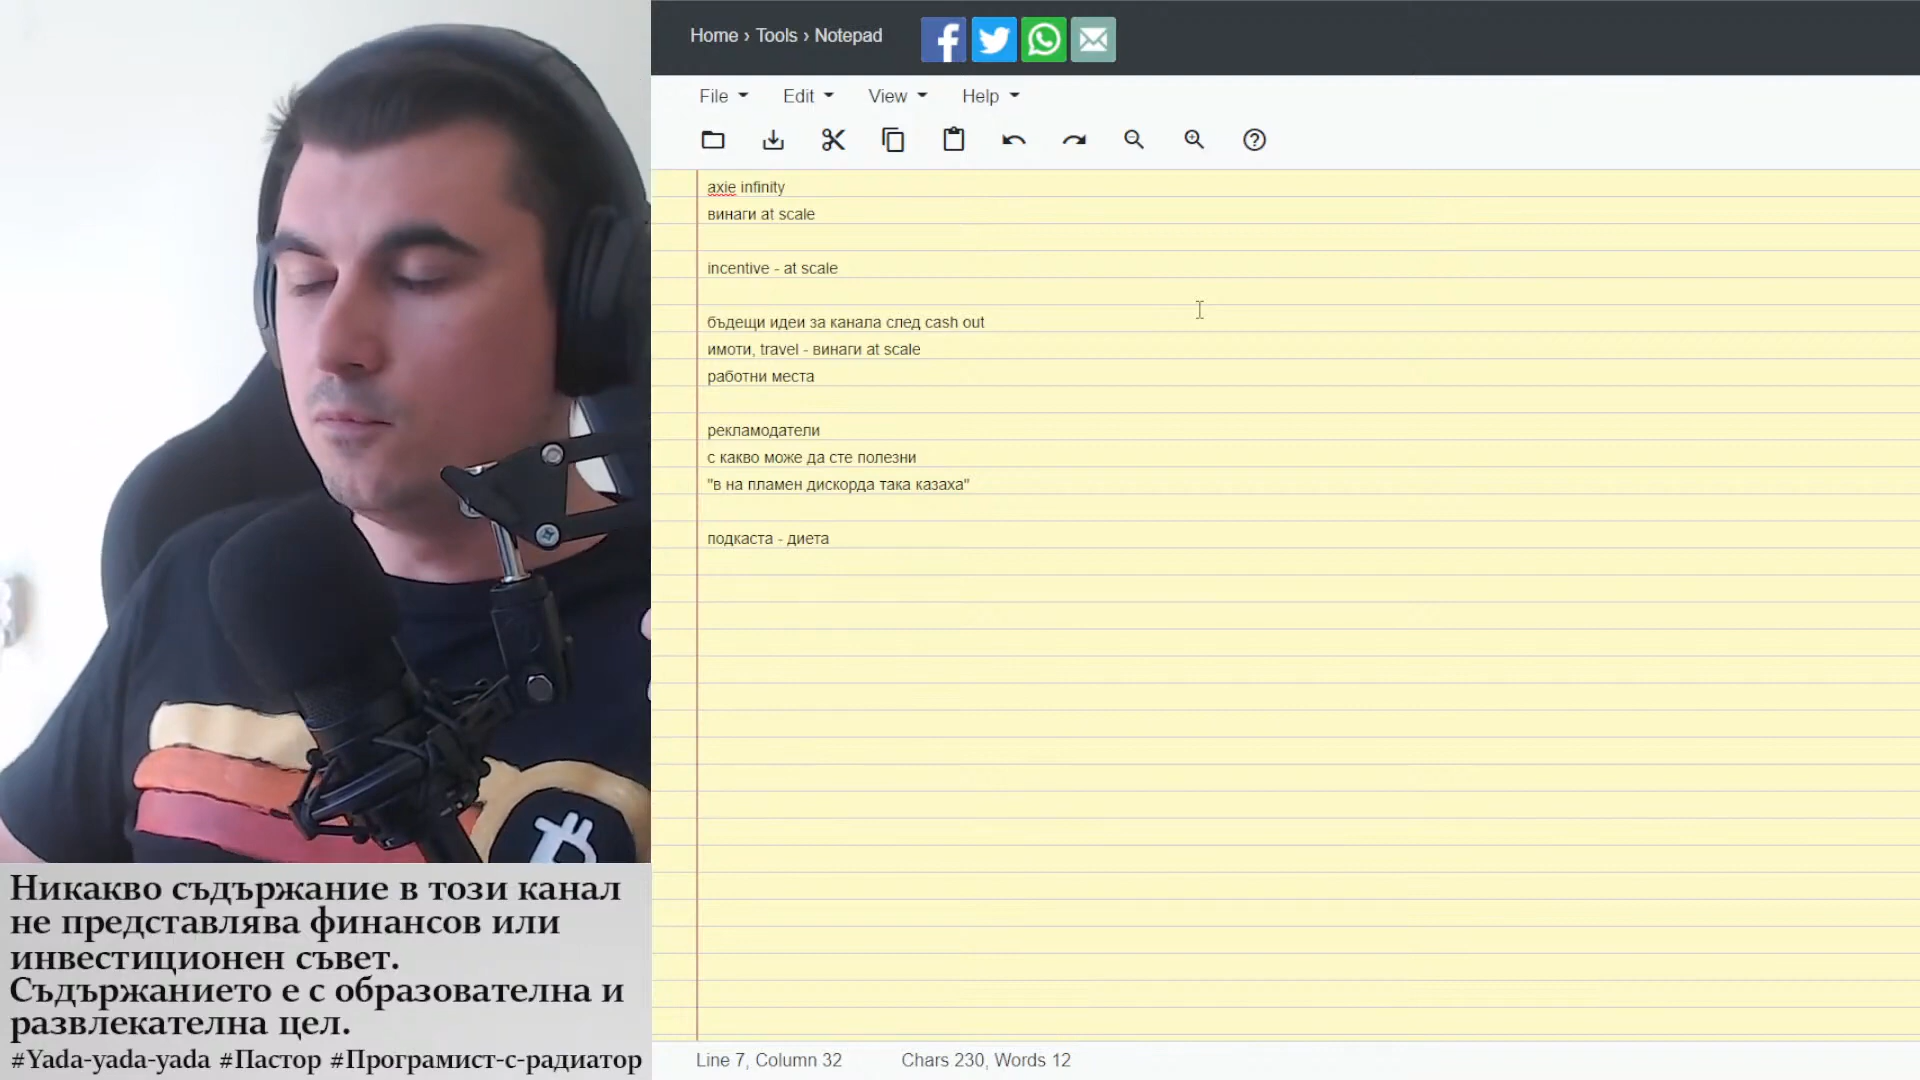 Home › Tools › Notepad
File Edit View Help
axie infinity
винаги at scale
incentive - at scale
бъдещи идеи за канала след cash out
имоти, travel - винаги at scale
работни места
рекламодатели
с какво може да сте полезни
"в на пламен дискорда така казаха"
подкаста - диета
Line 7, Column 32 Chars 230, Words 12
Никакво съдържание в този канал
не представлява финансов или
инвестиционен съвет.
Съдържанието е с образователна и
развлекателна цел.
#Yada-yada-yada #Пастор #Програмист-с-радиатор